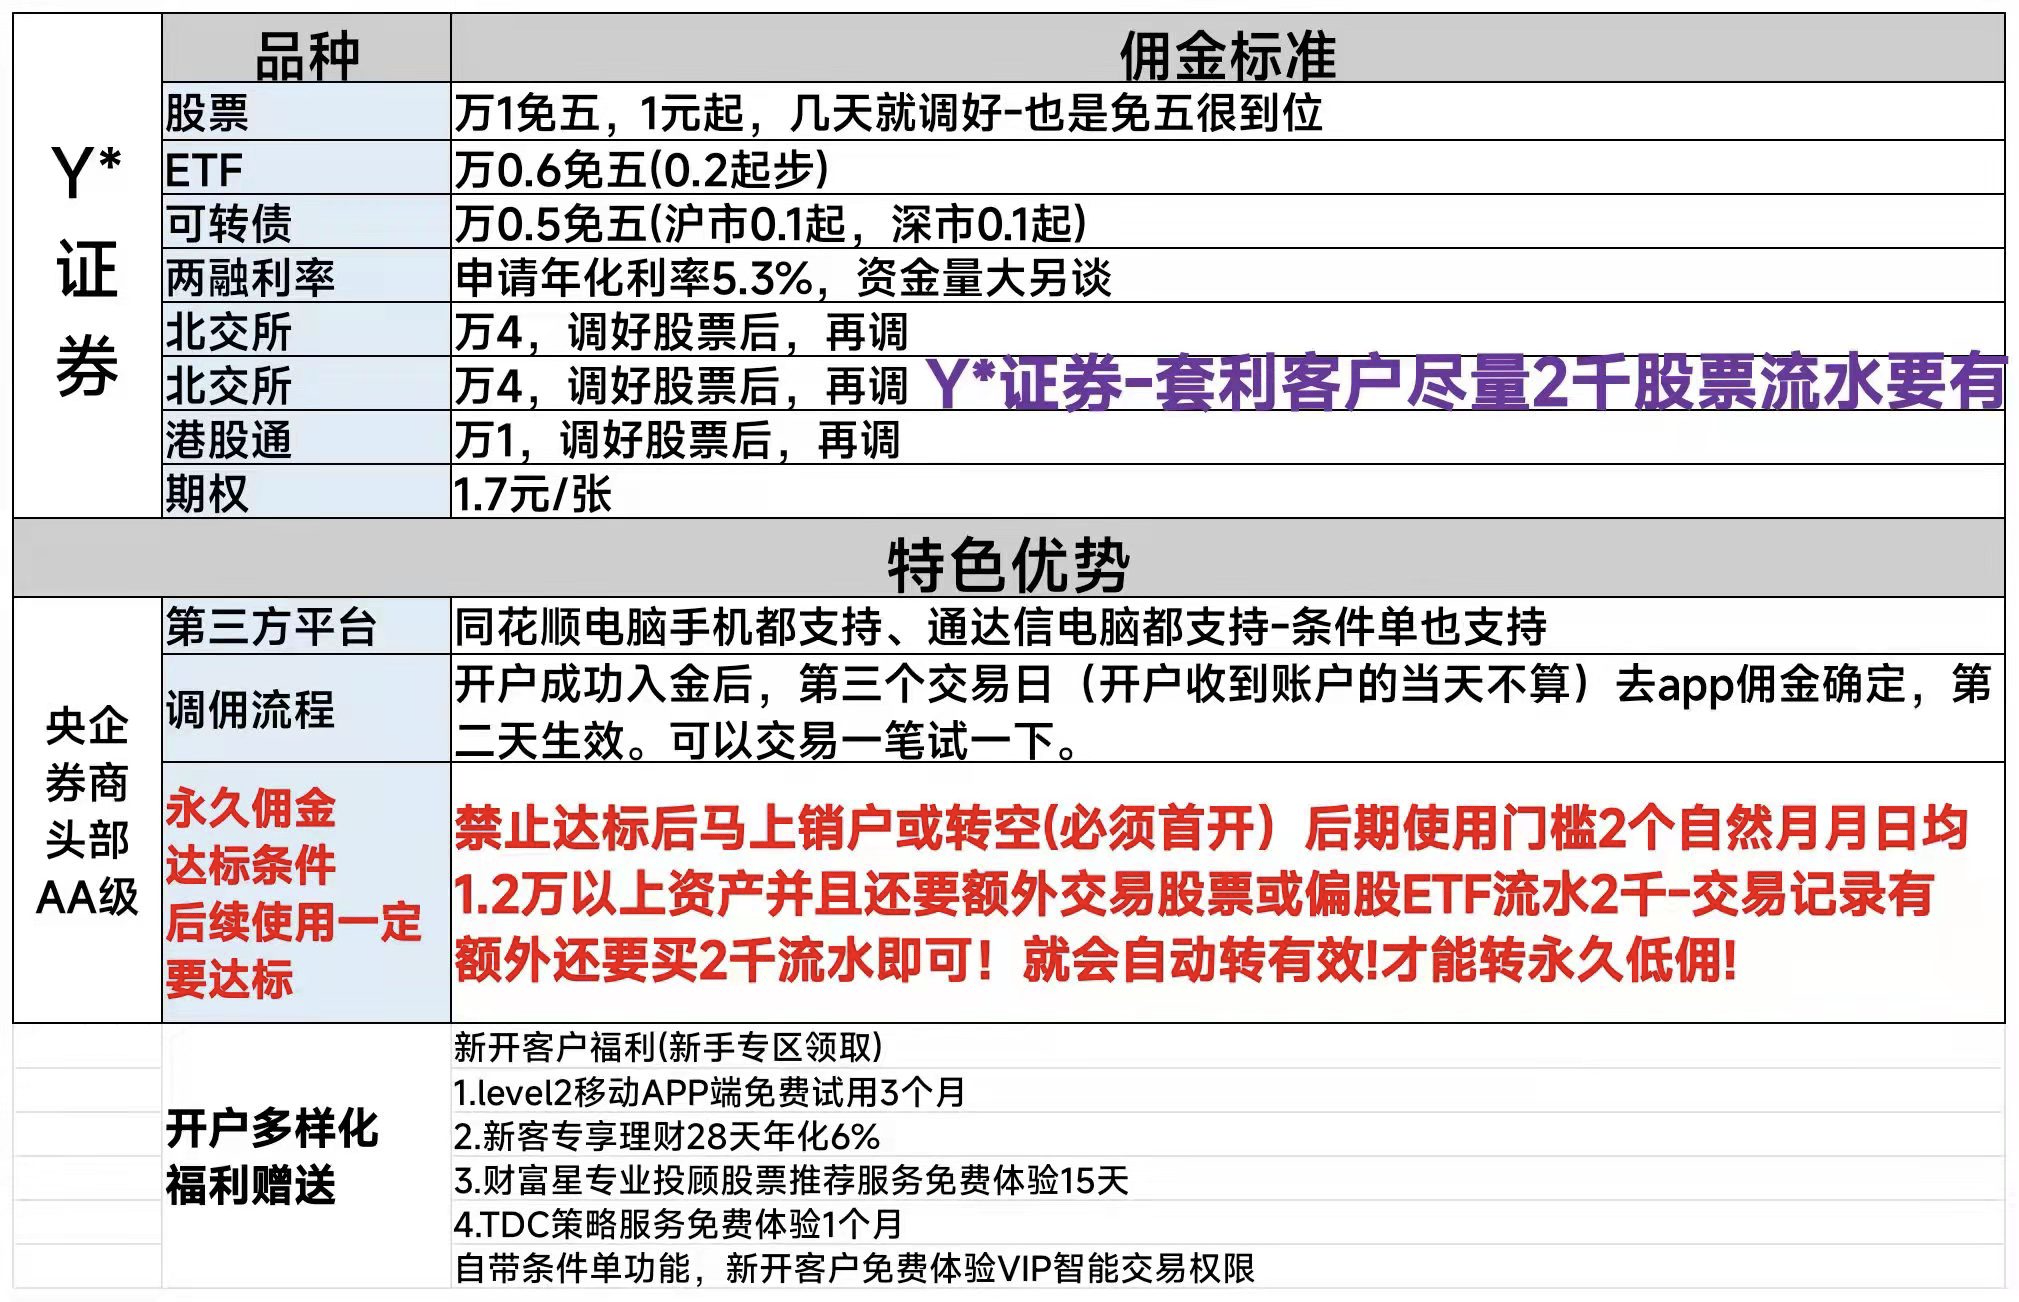 Y*
证
券
品种
佣金标准
股票
万1免五，1元起，几天就调好-也是免五很到位
ETF
万0.6免五(0.2起步)
可转债
万0.5免五(沪市0.1起，深市0.1起)
两融利率
申请年化利率5.3%，资金量大另谈
北交所
万4，调好股票后，再调
北交所
万4，调好股票后，再调
Y*证券-套利客户尽量2千股票流水要有
港股通
万1，调好股票后，再调
期权
1.7元/张
特色优势
央企
券商
头部
AA级
第三方平台
同花顺电脑手机都支持、通达信电脑都支持-条件单也支持
调佣流程
开户成功入金后，第三个交易日（开户收到账户的当天不算）去app佣金确定，第
二天生效。可以交易一笔试一下。
永久佣金
达标条件
后续使用一定
要达标
禁止达标后马上销户或转空(必须首开）后期使用门槛2个自然月月日均
1.2万以上资产并且还要额外交易股票或偏股ETF流水2千-交易记录有
额外还要买2千流水即可！就会自动转有效!才能转永久低佣!
开户多样化
福利赠送
新开客户福利(新手专区领取)
1.level2移动APP端免费试用3个月
2.新客专享理财28天年化6%
3.财富星专业投顾股票推荐服务免费体验15天
4.TDC策略服务免费体验1个月
自带条件单功能，新开客户免费体验VIP智能交易权限